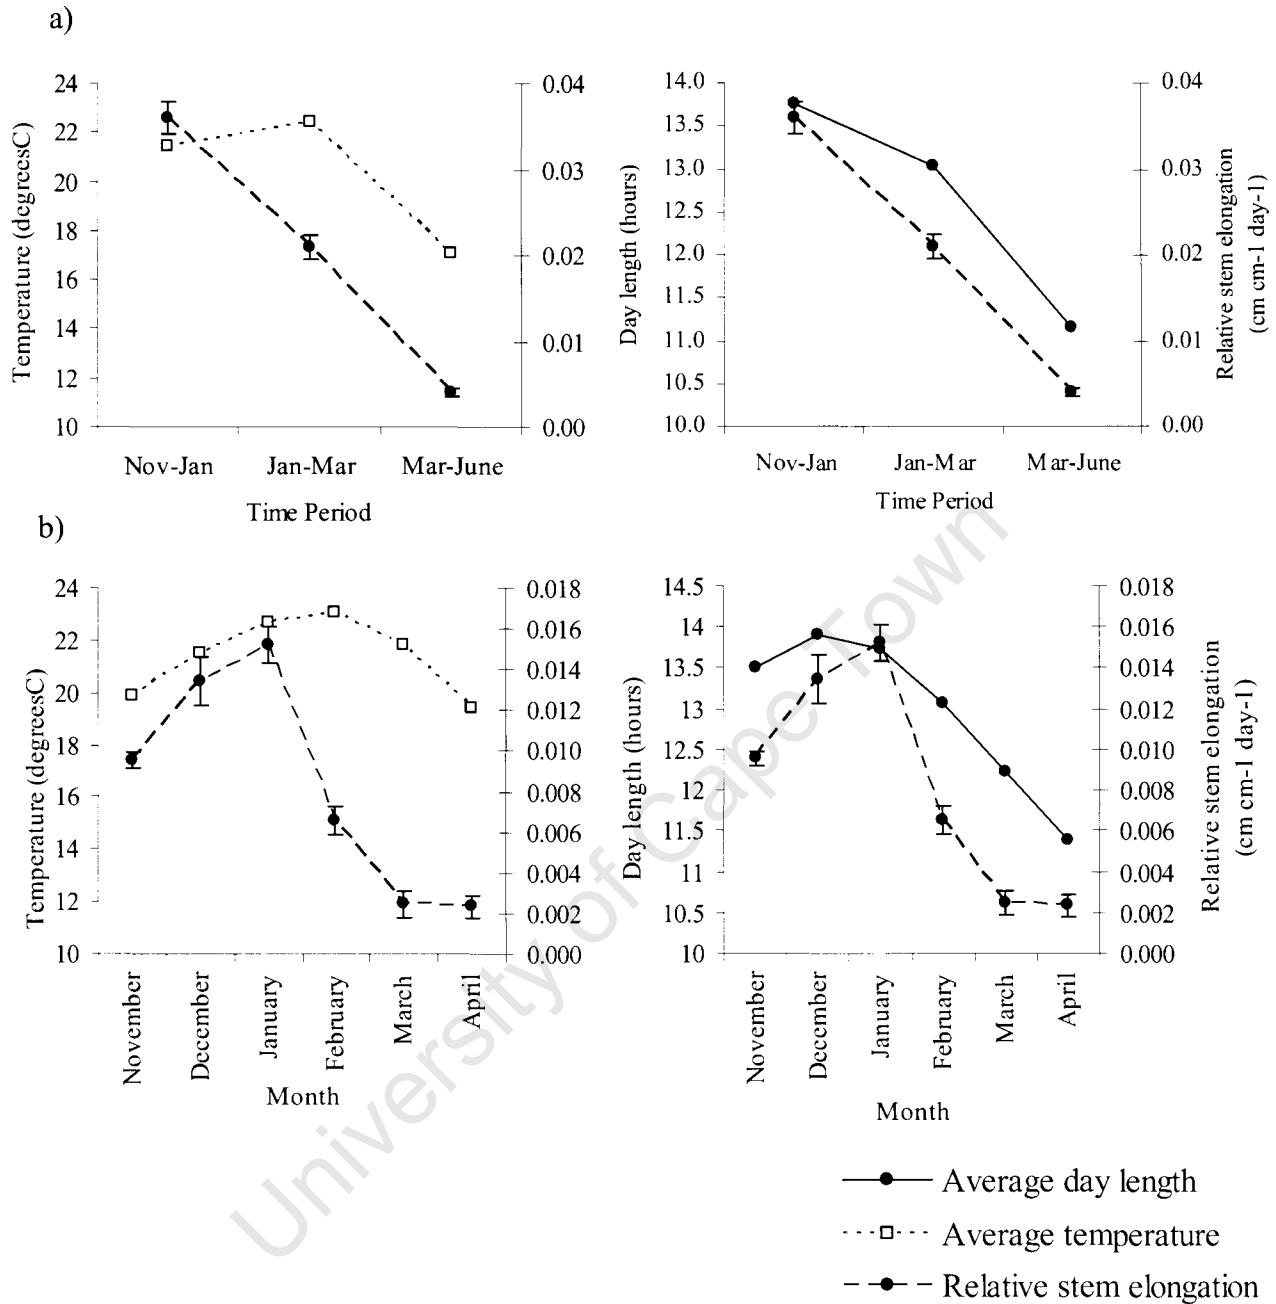 a)
24
22
20
18
16
14
12
10
Temperature (degreesC)
0.04
0.03
0.02
0.01
0.00
Nov-Jan Jan-Mar Mar-June
Time Period
14.0
13.5
13.0
12.5
12.0
11.5
11.0
10.5
10.0
Day length (hours)
0.04
0.03
0.02
0.01
0.00
Relative stem elongation
(cm cm-1 day-1)
Nov-Jan Jan-Mar Mar-June
Time Period
b)
24
22
20
18
16
14
12
10
Temperature (degreesC)
0.018
0.016
0.014
0.012
0.010
0.008
0.006
0.004
0.002
0.000
November December January February March April
Month
14.5
14
13.5
13
12.5
12
11.5
11
10.5
10
Day length (hours)
0.018
0.016
0.014
0.012
0.010
0.008
0.006
0.004
0.002
0.000
Relative stem elongation
(cm cm-1 day-1)
November December January February March April
Month
Average day length
Average temperature
Relative stem elongation
University of Cape Town